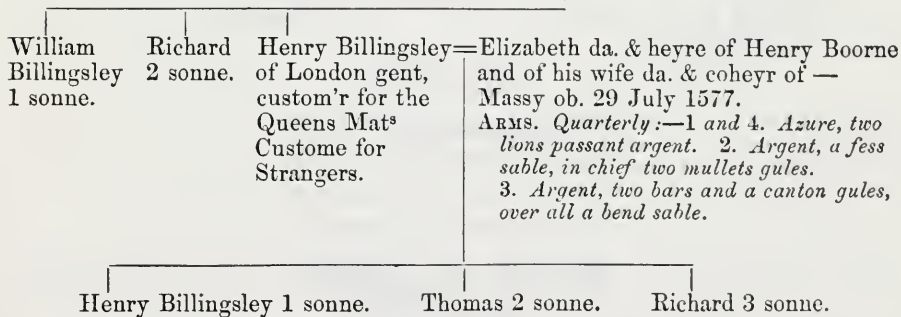 William
Billingsley
1 sonne.
Richard
2 sonne.
Henry Billingsley=
of London gent,
custom'r for the
Queens Matˢ
Custome for
Strangers.
Elizabeth da. & heyre of Henry Boorne
and of his wife da. & coheyr of —
Massy ob. 29 July 1577.
ARMS. Quarterly:—1 and 4. Azure, two
lions passant argent. 2. Argent, a fess
sable, in chief two mullets gules.
3. Argent, two bars and a canton gules,
over all a bend sable.
Henry Billingsley 1 sonne. Thomas 2 sonne. Richard 3 sonne.